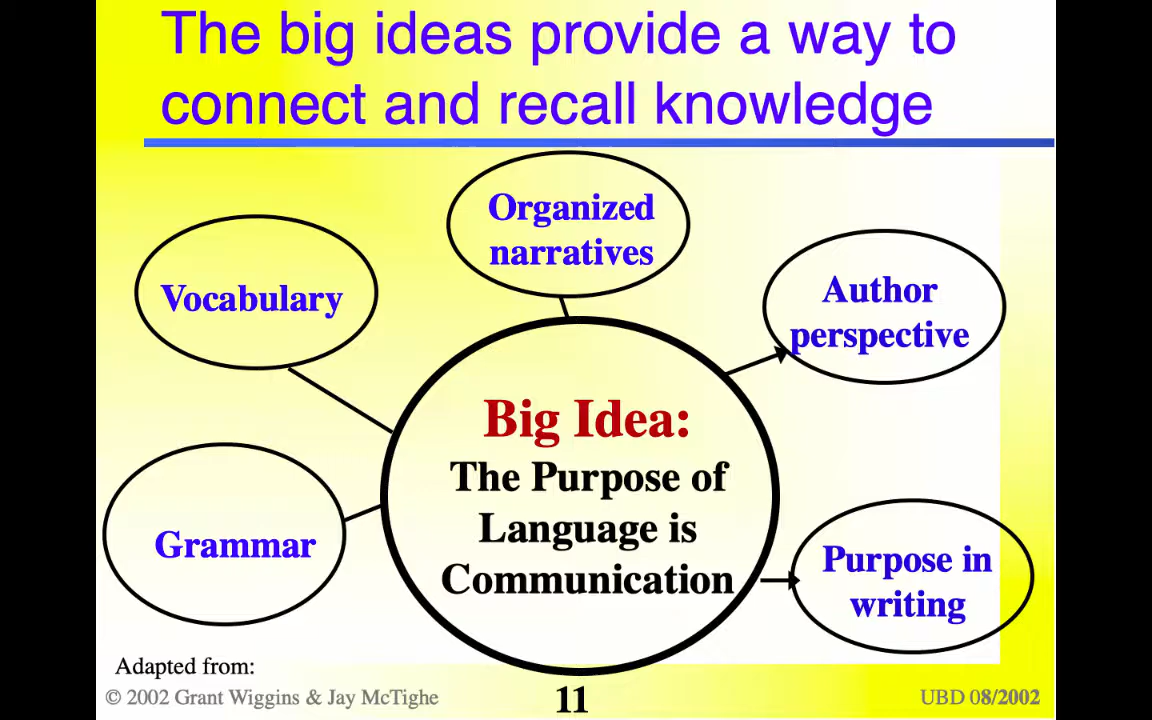 The big ideas provide a way to
connect and recall knowledge
Organized
narratives
Vocabulary
Author
perspective
Big Idea:
The Purpose of
Language is
Communication
Grammar
Purpose in
writing
Adapted from:
© 2002 Grant Wiggins & Jay McTighe
11
UBD 08/2002